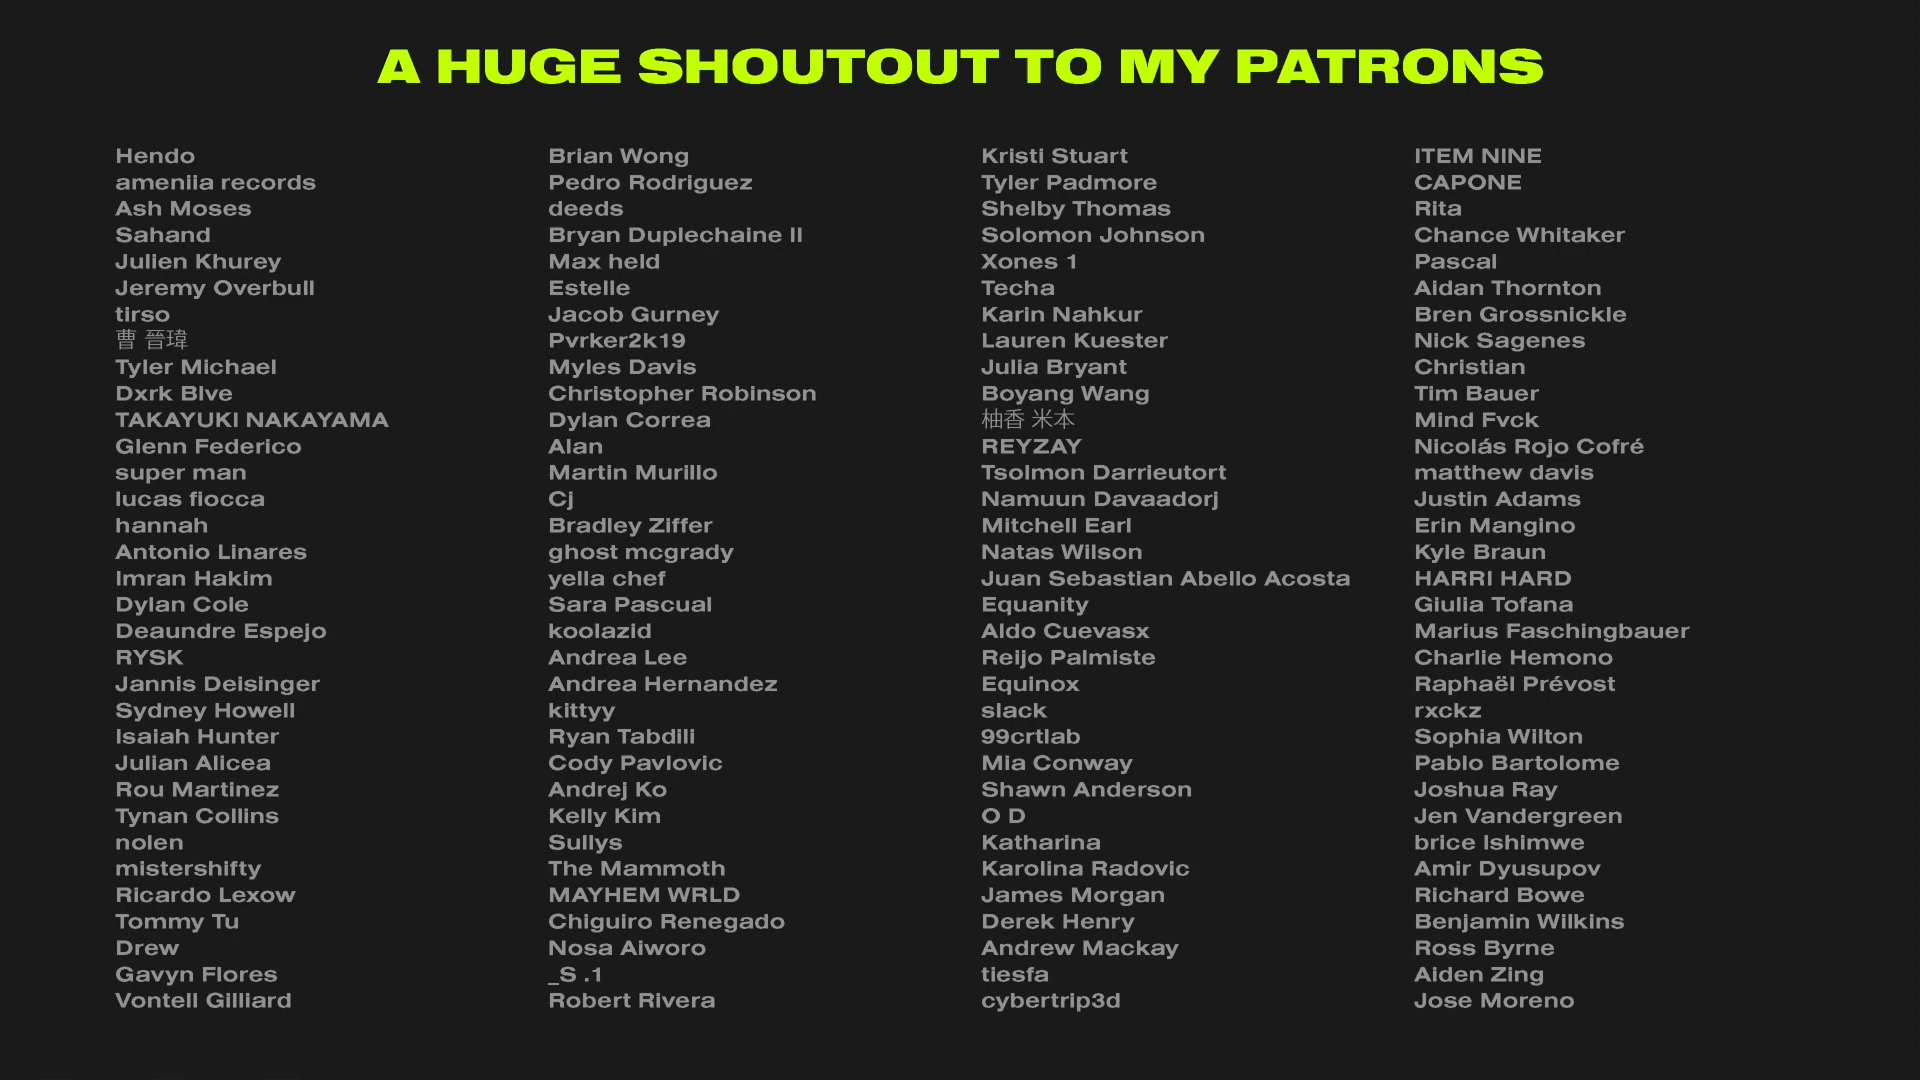 A HUGE SHOUTOUT TO MY PATRONS
Hendo
ameniia records
Ash Moses
Sahand
Julien Khurey
Jeremy Overbull
tirso
曹 晉瑋
Tyler Michael
Dxrk Blve
TAKAYUKI NAKAYAMA
Glenn Federico
super man
lucas fiocca
hannah
Antonio Linares
Imran Hakim
Dylan Cole
Deaundre Espejo
RYSK
Jannis Deisinger
Sydney Howell
Isaiah Hunter
Julian Alicea
Rou Martinez
Tynan Collins
nolen
mistershifty
Ricardo Lexow
Tommy Tu
Drew
Gavyn Flores
Vontell Gilliard
Brian Wong
Pedro Rodriguez
deeds
Bryan Duplechaine II
Max held
Estelle
Jacob Gurney
Pvrker2k19
Myles Davis
Christopher Robinson
Dylan Correa
Alan
Martin Murillo
Cj
Bradley Ziffer
ghost mcgrady
yella chef
Sara Pascual
koolazid
Andrea Lee
Andrea Hernandez
kittyy
Ryan Tabdili
Cody Pavlovic
Andrej Ko
Kelly Kim
Sullys
The Mammoth
MAYHEM WRLD
Chiguiro Renegado
Nosa Aiworo
_S .1
Robert Rivera
Kristi Stuart
Tyler Padmore
Shelby Thomas
Solomon Johnson
Xones 1
Techa
Karin Nahkur
Lauren Kuester
Julia Bryant
Boyang Wang
柚香 米本
REYZAY
Tsolmon Darrieutort
Namuun Davaadorj
Mitchell Earl
Natas Wilson
Juan Sebastian Abello Acosta
Equanity
Aldo Cuevasx
Reijo Palmiste
Equinox
slack
99crtlab
Mia Conway
Shawn Anderson
O D
Katharina
Karolina Radovic
James Morgan
Derek Henry
Andrew Mackay
tiesfa
cybertrip3d
ITEM NINE
CAPONE
Rita
Chance Whitaker
Pascal
Aidan Thornton
Bren Grossnickle
Nick Sagenes
Christian
Tim Bauer
Mind Fvck
Nicolás Rojo Cofré
matthew davis
Justin Adams
Erin Mangino
Kyle Braun
HARRI HARD
Giulia Tofana
Marius Faschingbauer
Charlie Hemono
Raphaël Prévost
rxckz
Sophia Wilton
Pablo Bartolome
Joshua Ray
Jen Vandergreen
brice Ishimwe
Amir Dyusupov
Richard Bowe
Benjamin Wilkins
Ross Byrne
Aiden Zing
Jose Moreno